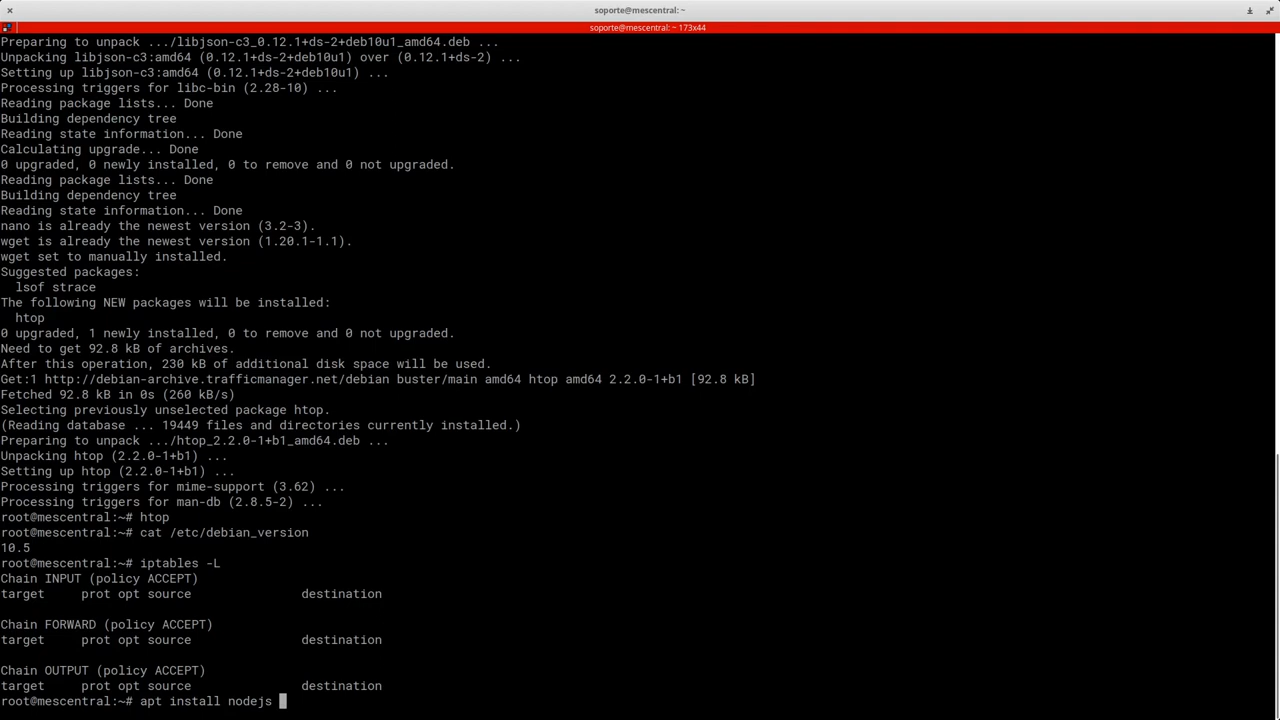 soporte@mescentral: ~
soporte@mescentral: ~ 173x44
Preparing to unpack .../libjson-c3_0.12.1+ds-2+deb10u1_amd64.deb ...
Unpacking libjson-c3:amd64 (0.12.1+ds-2+deb10u1) over (0.12.1+ds-2) ...
Setting up libjson-c3:amd64 (0.12.1+ds-2+deb10u1) ...
Processing triggers for libc-bin (2.28-10) ...
Reading package lists... Done
Building dependency tree
Reading state information... Done
Calculating upgrade... Done
0 upgraded, 0 newly installed, 0 to remove and 0 not upgraded.
Reading package lists... Done
Building dependency tree
Reading state information... Done
nano is already the newest version (3.2-3).
wget is already the newest version (1.20.1-1.1).
wget set to manually installed.
Suggested packages:
  lsof strace
The following NEW packages will be installed:
  htop
0 upgraded, 1 newly installed, 0 to remove and 0 not upgraded.
Need to get 92.8 kB of archives.
After this operation, 230 kB of additional disk space will be used.
Get:1 http://debian-archive.trafficmanager.net/debian buster/main amd64 htop amd64 2.2.0-1+b1 [92.8 kB]
Fetched 92.8 kB in 0s (260 kB/s)
Selecting previously unselected package htop.
(Reading database ... 19449 files and directories currently installed.)
Preparing to unpack .../htop_2.2.0-1+b1_amd64.deb ...
Unpacking htop (2.2.0-1+b1) ...
Setting up htop (2.2.0-1+b1) ...
Processing triggers for mime-support (3.62) ...
Processing triggers for man-db (2.8.5-2) ...
root@mescentral:~# htop
root@mescentral:~# cat /etc/debian_version
10.5
root@mescentral:~# iptables -L
Chain INPUT (policy ACCEPT)
target     prot opt source               destination
Chain FORWARD (policy ACCEPT)
target     prot opt source               destination
Chain OUTPUT (policy ACCEPT)
target     prot opt source               destination
root@mescentral:~# apt install nodejs